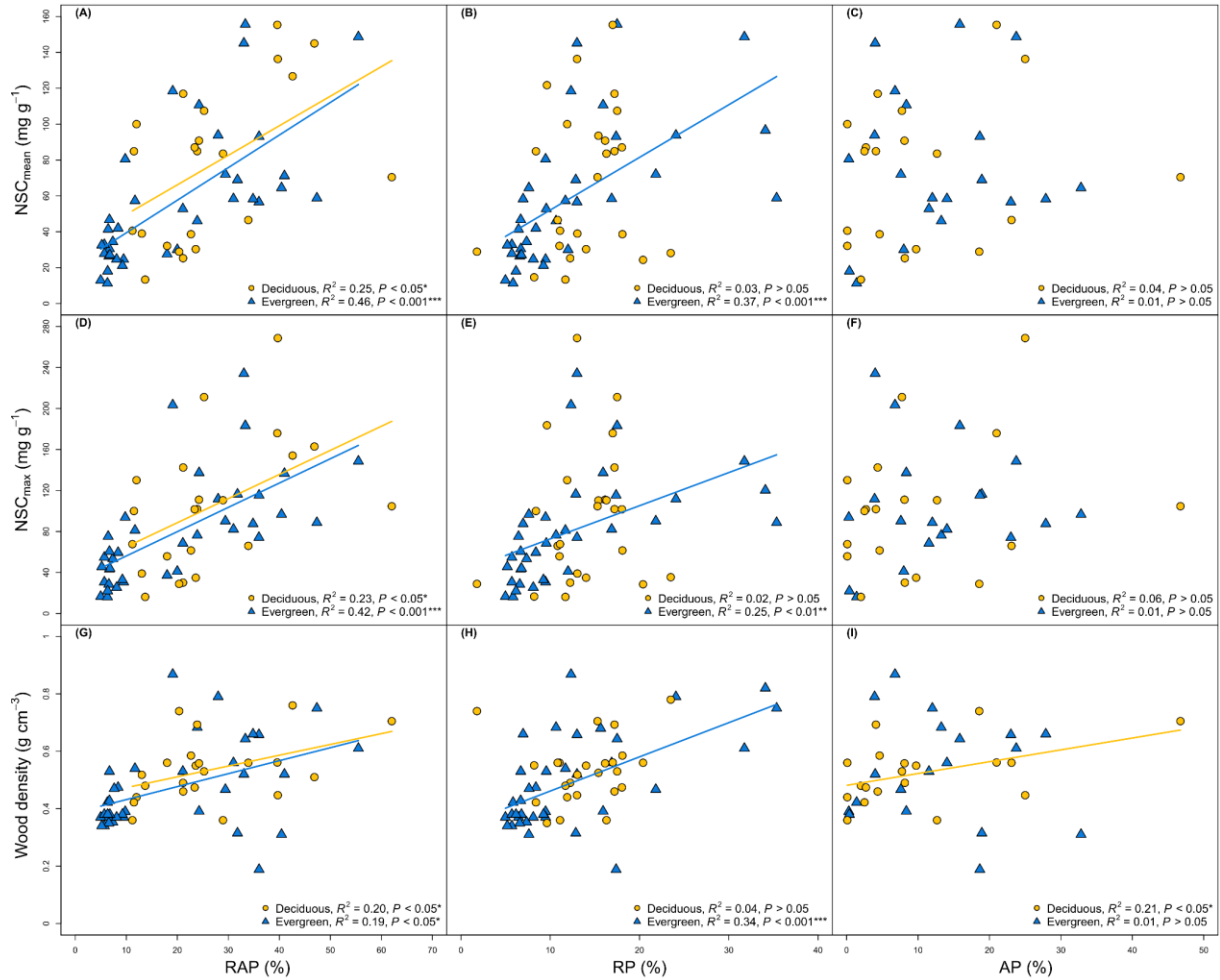 (A)
(B)
(C)
NSCmean (mg g−1)
160
140
120
100
80
60
40
20
0
Deciduous, R2 = 0.25, P < 0.05*
Evergreen, R2 = 0.46, P < 0.001***
Deciduous, R2 = 0.03, P > 0.05
Evergreen, R2 = 0.37, P < 0.001***
Deciduous, R2 = 0.04, P > 0.05
Evergreen, R2 = 0.01, P > 0.05
(D)
(E)
(F)
NSCmax (mg g−1)
280
240
200
160
120
80
40
0
Deciduous, R2 = 0.23, P < 0.05*
Evergreen, R2 = 0.42, P < 0.001***
Deciduous, R2 = 0.02, P > 0.05
Evergreen, R2 = 0.25, P < 0.01**
Deciduous, R2 = 0.06, P > 0.05
Evergreen, R2 = 0.01, P > 0.05
(G)
(H)
(I)
Wood density (g cm−3)
1
0.8
0.6
0.4
0.2
0
Deciduous, R2 = 0.20, P < 0.05*
Evergreen, R2 = 0.19, P < 0.05*
Deciduous, R2 = 0.04, P > 0.05
Evergreen, R2 = 0.34, P < 0.001***
Deciduous, R2 = 0.21, P < 0.05*
Evergreen, R2 = 0.01, P > 0.05
0 10 20 30 40 50 60 70
0 10 20 30 40
0 10 20 30 40 50
RAP (%)
RP (%)
AP (%)